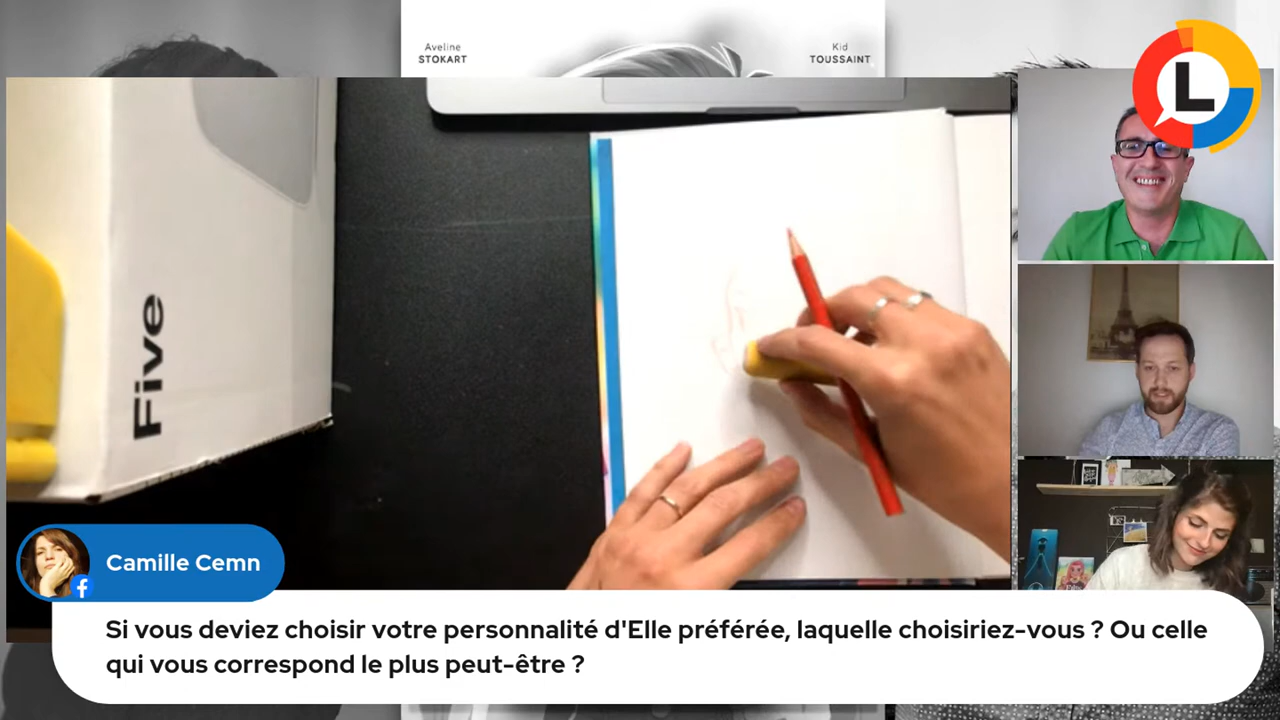 Aveline
STOKART
Kid
TOUSSAINT
L
Five
Camille Cemn
Si vous deviez choisir votre personnalité d'Elle préférée, laquelle choisiriez-vous ? Ou celle
qui vous correspond le plus peut-être ?